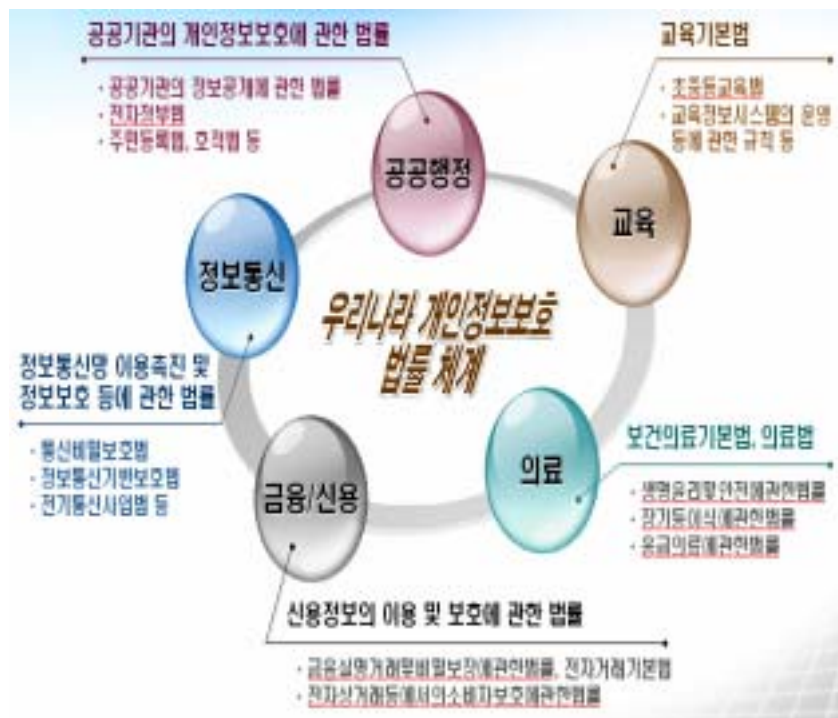 공공기관의 개인정보보호에 관한 법률
· 공공기관의 정보공개에 관한 법률
· 전자정부법
· 주민등록법, 호적법 등
교육기본법
· 초중등교육법
· 교육정보시스템의 운영
등에 관한 규칙 등
공공행정
교육
정보통신
우리나라 개인정보보호
법률 체계
정보통신망 이용촉진 및
정보보호 등에 관한 법률
· 통신비밀보호법
· 정보통신기반보호법
· 전기통신사업법 등
보건의료기본법, 의료법
· 생명윤리및안전에관한법률
· 장기등이식에관한법률
· 응급의료에관한법률
의료
금융/신용
신용정보의 이용 및 보호에 관한 법률
· 금융실명거래및비밀보장에관한법률, 전자거래기본법
· 전자상거래등에서의소비자보호에관한법률